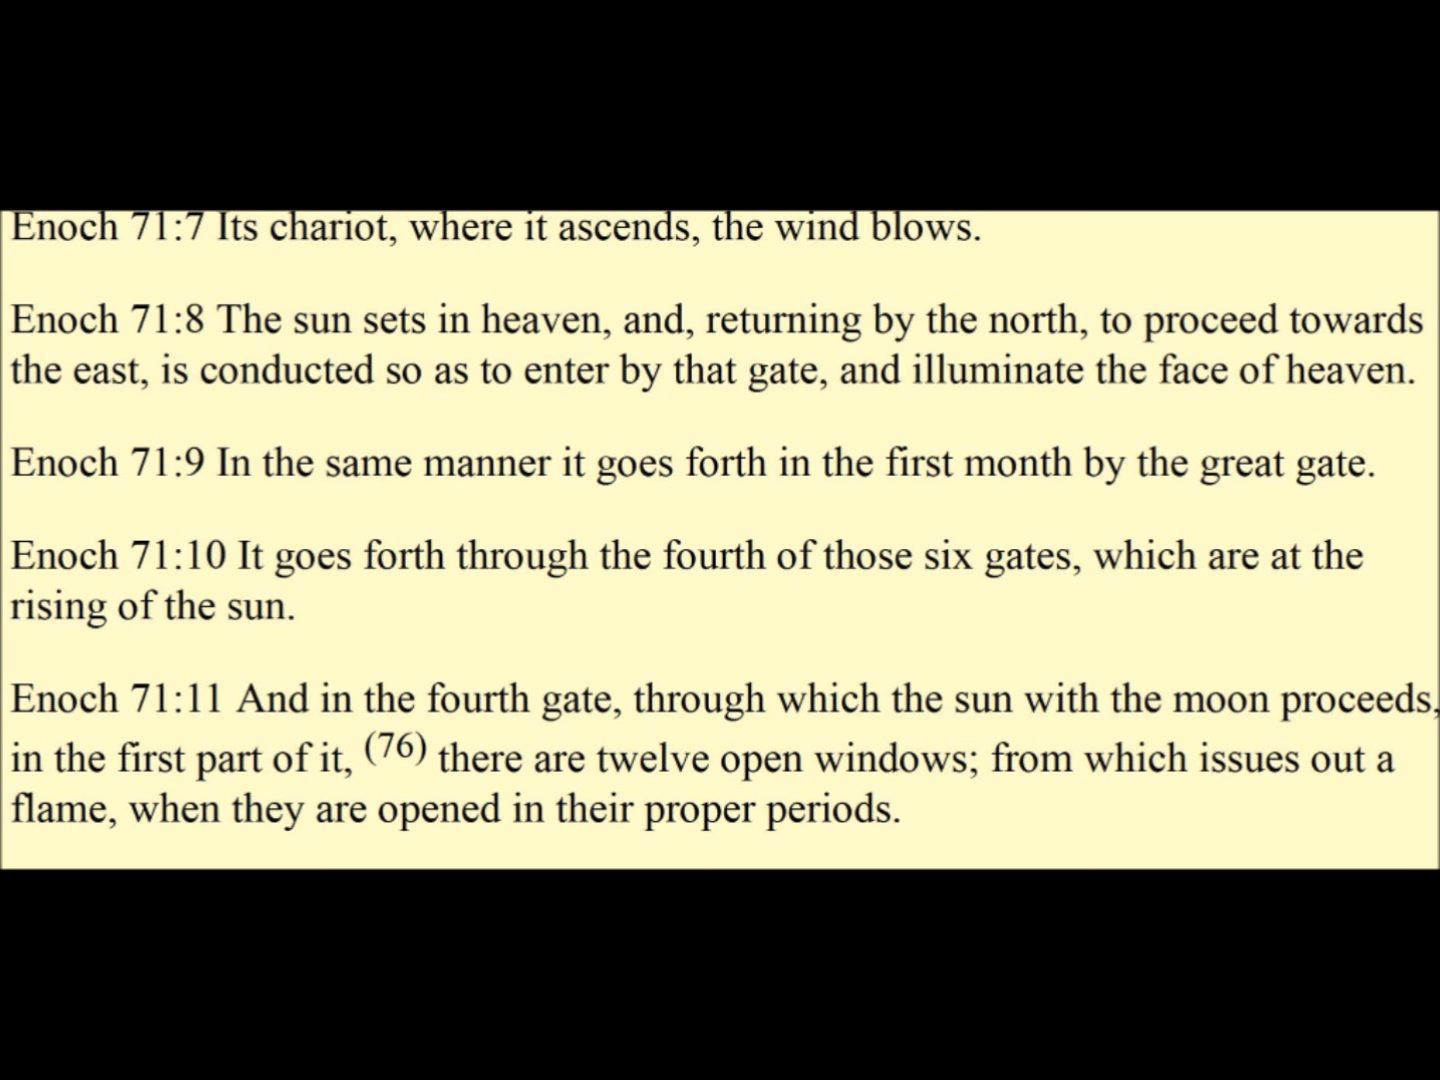 Enoch 71:7 Its chariot, where it ascends, the wind blows.
Enoch 71:8 The sun sets in heaven, and, returning by the north, to proceed towards
the east, is conducted so as to enter by that gate, and illuminate the face of heaven.
Enoch 71:9 In the same manner it goes forth in the first month by the great gate.
Enoch 71:10 It goes forth through the fourth of those six gates, which are at the
rising of the sun.
Enoch 71:11 And in the fourth gate, through which the sun with the moon proceeds,
in the first part of it, (76) there are twelve open windows; from which issues out a
flame, when they are opened in their proper periods.